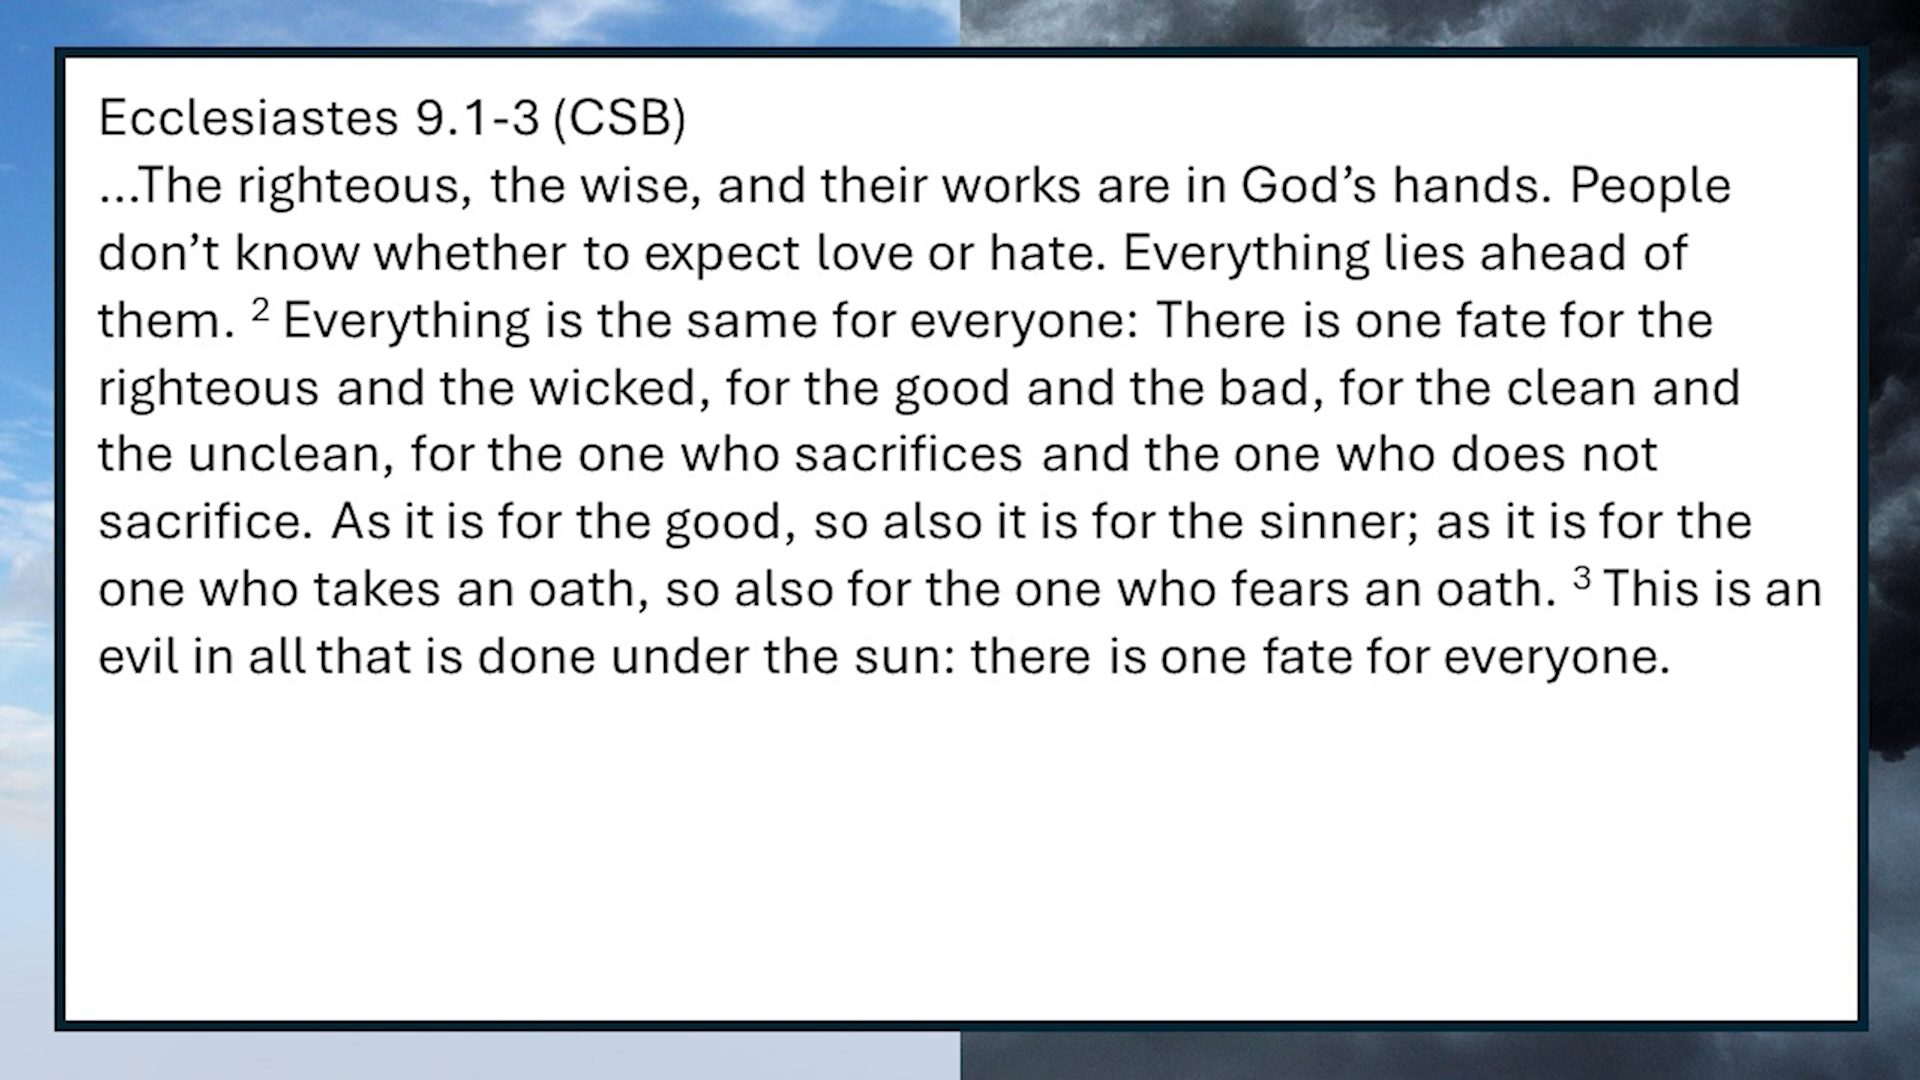 Ecclesiastes 9.1-3 (CSB)
...The righteous, the wise, and their works are in God’s hands. People
don’t know whether to expect love or hate. Everything lies ahead of
them. ² Everything is the same for everyone: There is one fate for the
righteous and the wicked, for the good and the bad, for the clean and
the unclean, for the one who sacrifices and the one who does not
sacrifice. As it is for the good, so also it is for the sinner; as it is for the
one who takes an oath, so also for the one who fears an oath. ³ This is an
evil in all that is done under the sun: there is one fate for everyone.